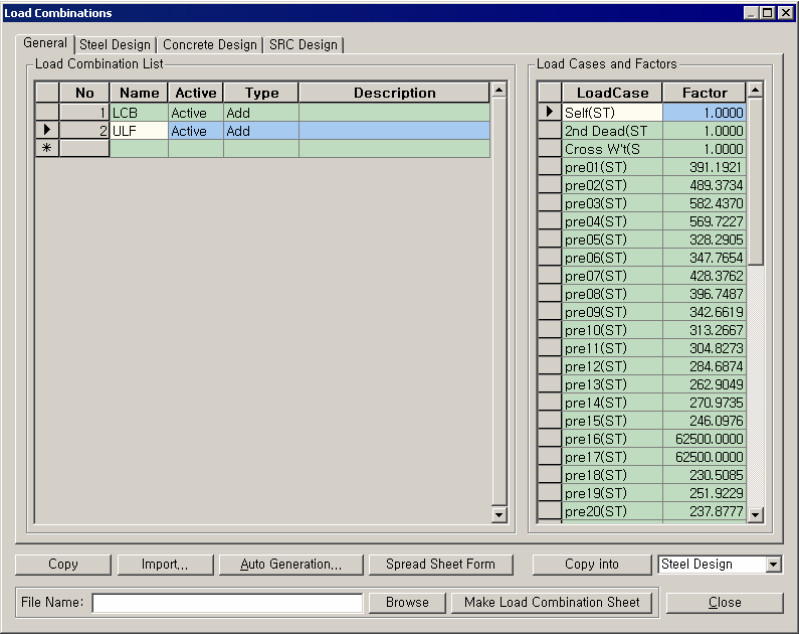 Load Combinations
General Steel Design Concrete Design SRC Design
Load Combination List
No Name Active Type Description
1 LCB Active Add
2 ULF Active Add
*
Load Cases and Factors
LoadCase Factor
Self(ST) 1.0000
2nd Dead(ST 1.0000
Cross W't(S 1.0000
pre01(ST) 391.1921
pre02(ST) 489.3734
pre03(ST) 582.4370
pre04(ST) 569.7227
pre05(ST) 328.2905
pre06(ST) 347.7654
pre07(ST) 428.3762
pre08(ST) 396.7487
pre09(ST) 342.6619
pre10(ST) 313.2667
pre11(ST) 304.8273
pre12(ST) 284.6874
pre13(ST) 262.9049
pre14(ST) 270.9735
pre15(ST) 246.0976
pre16(ST) 62500.0000
pre17(ST) 62500.0000
pre18(ST) 230.5085
pre19(ST) 251.9229
pre20(ST) 237.8777
Copy Import... Auto Generation... Spread Sheet Form Copy into Steel Design
File Name: Browse Make Load Combination Sheet Close